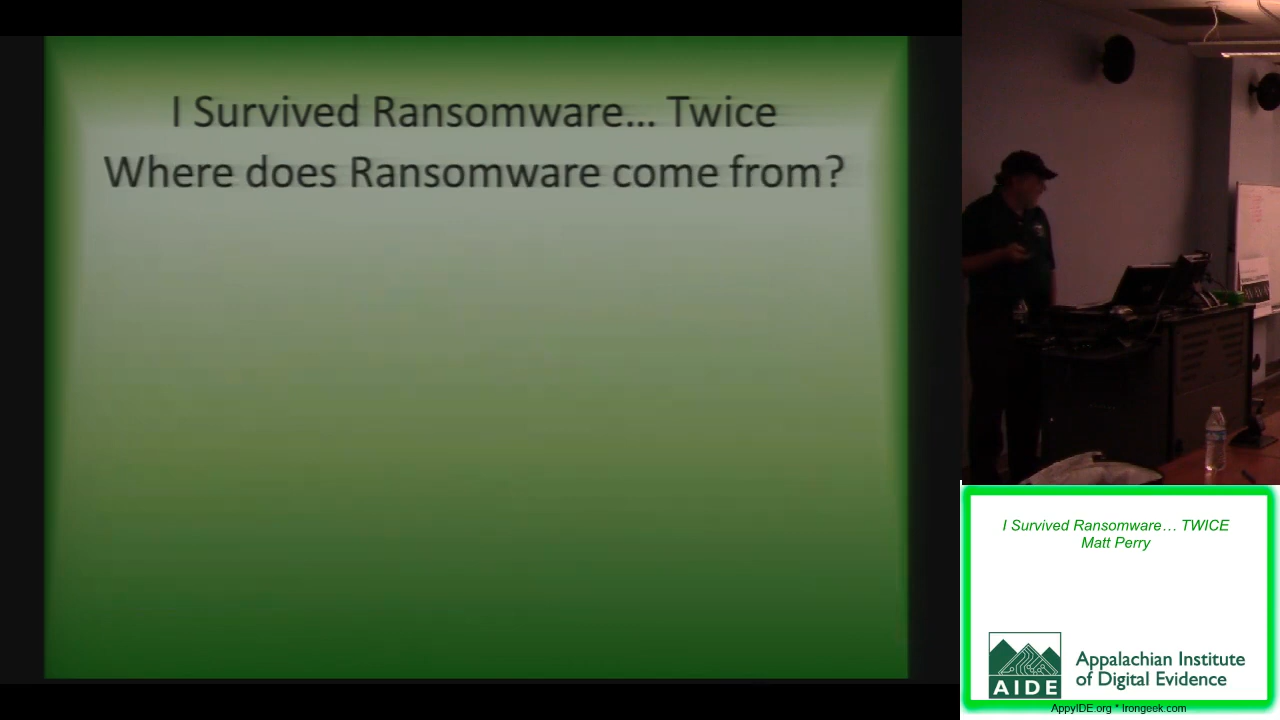 I Survived Ransomware... Twice
Where does Ransomware come from?
I Survived Ransomware… TWICE
Matt Perry
AIDE
Appalachian Institute
of Digital Evidence
AppyIDE.org * Irongeek.com